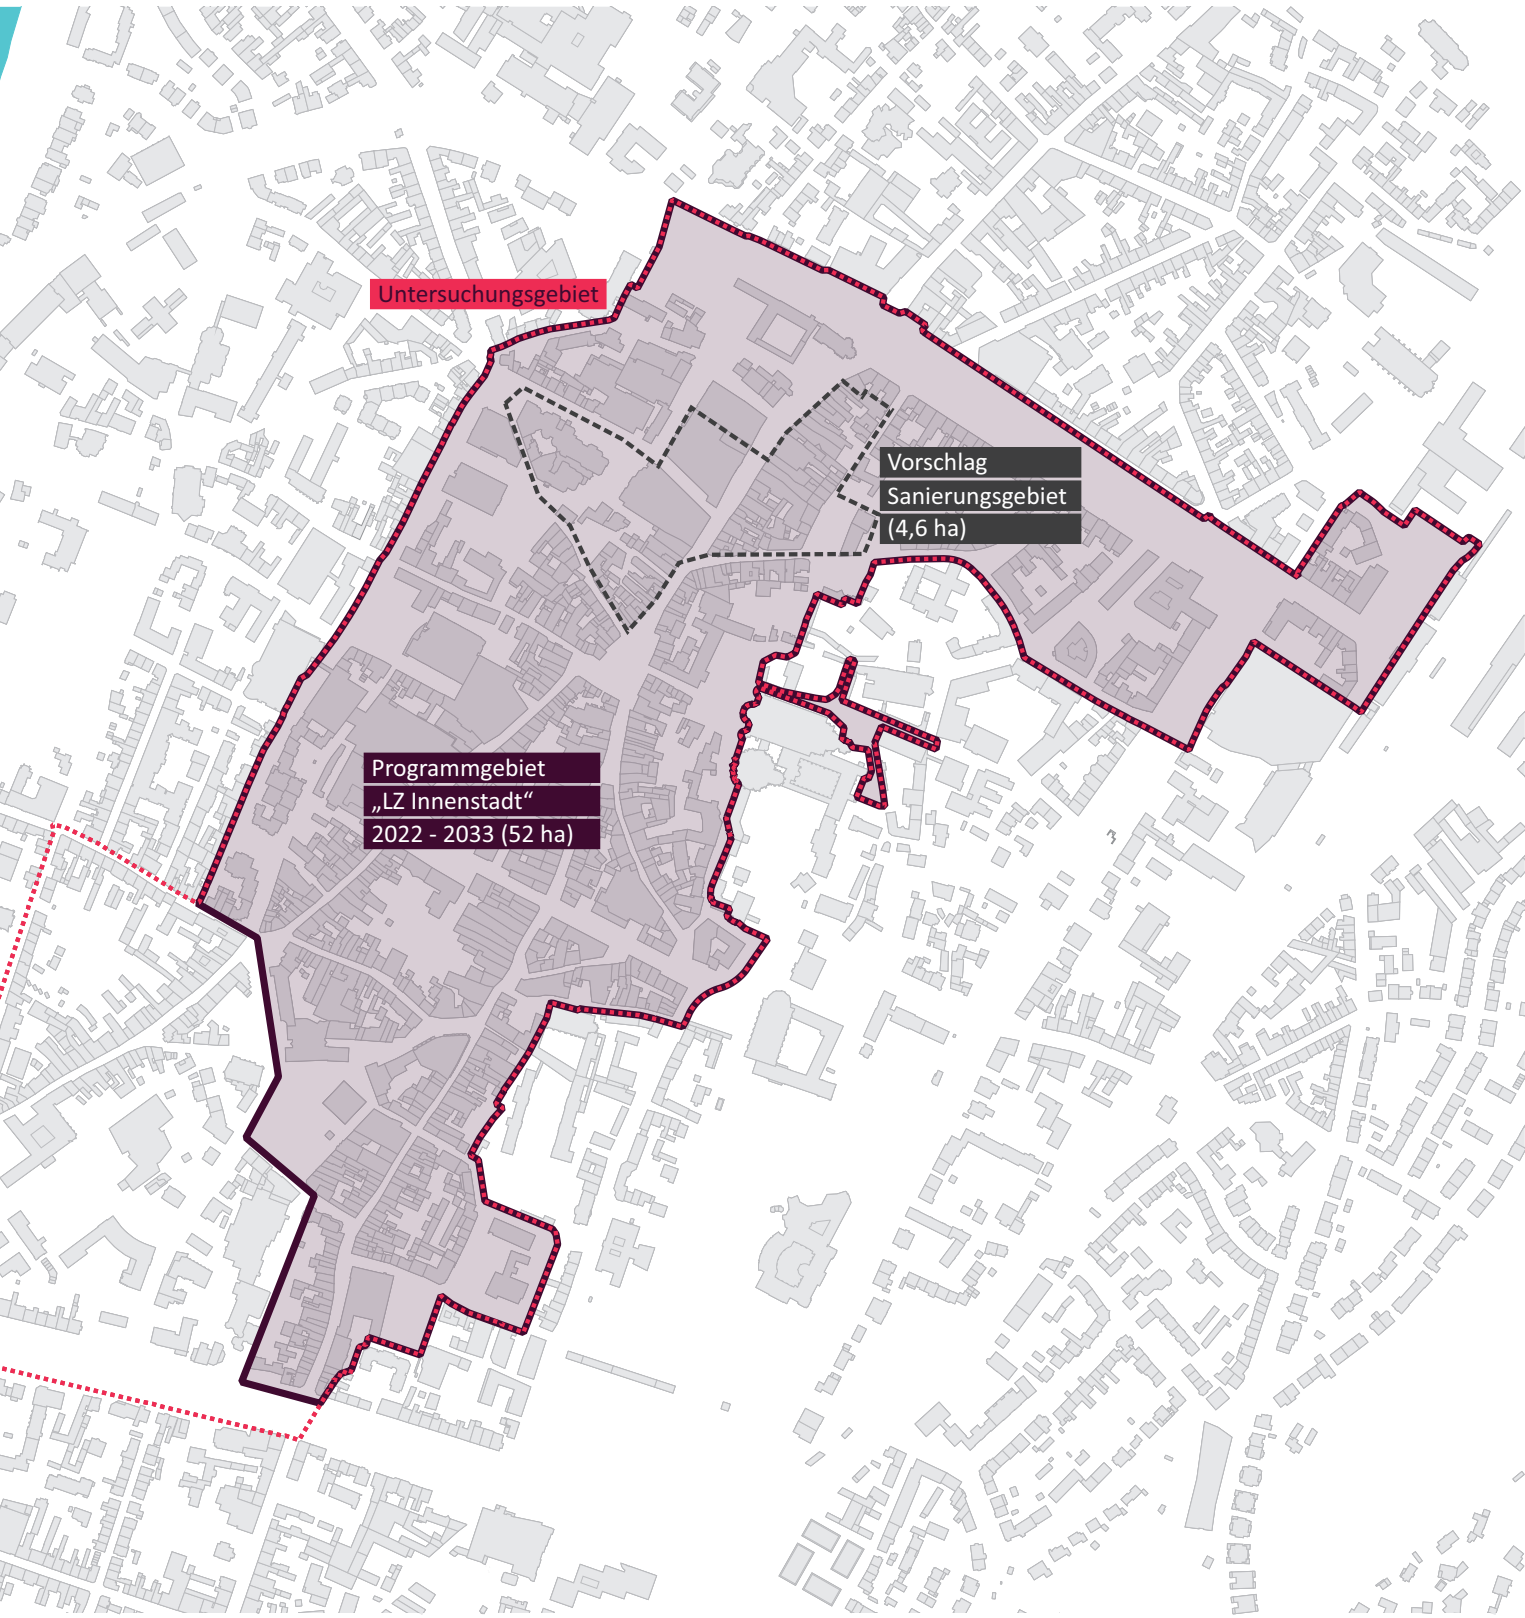 Untersuchungsgebiet
Vorschlag
Sanierungsgebiet
(4,6 ha)
Programmgebiet
„LZ Innenstadt“
2022 - 2033 (52 ha)